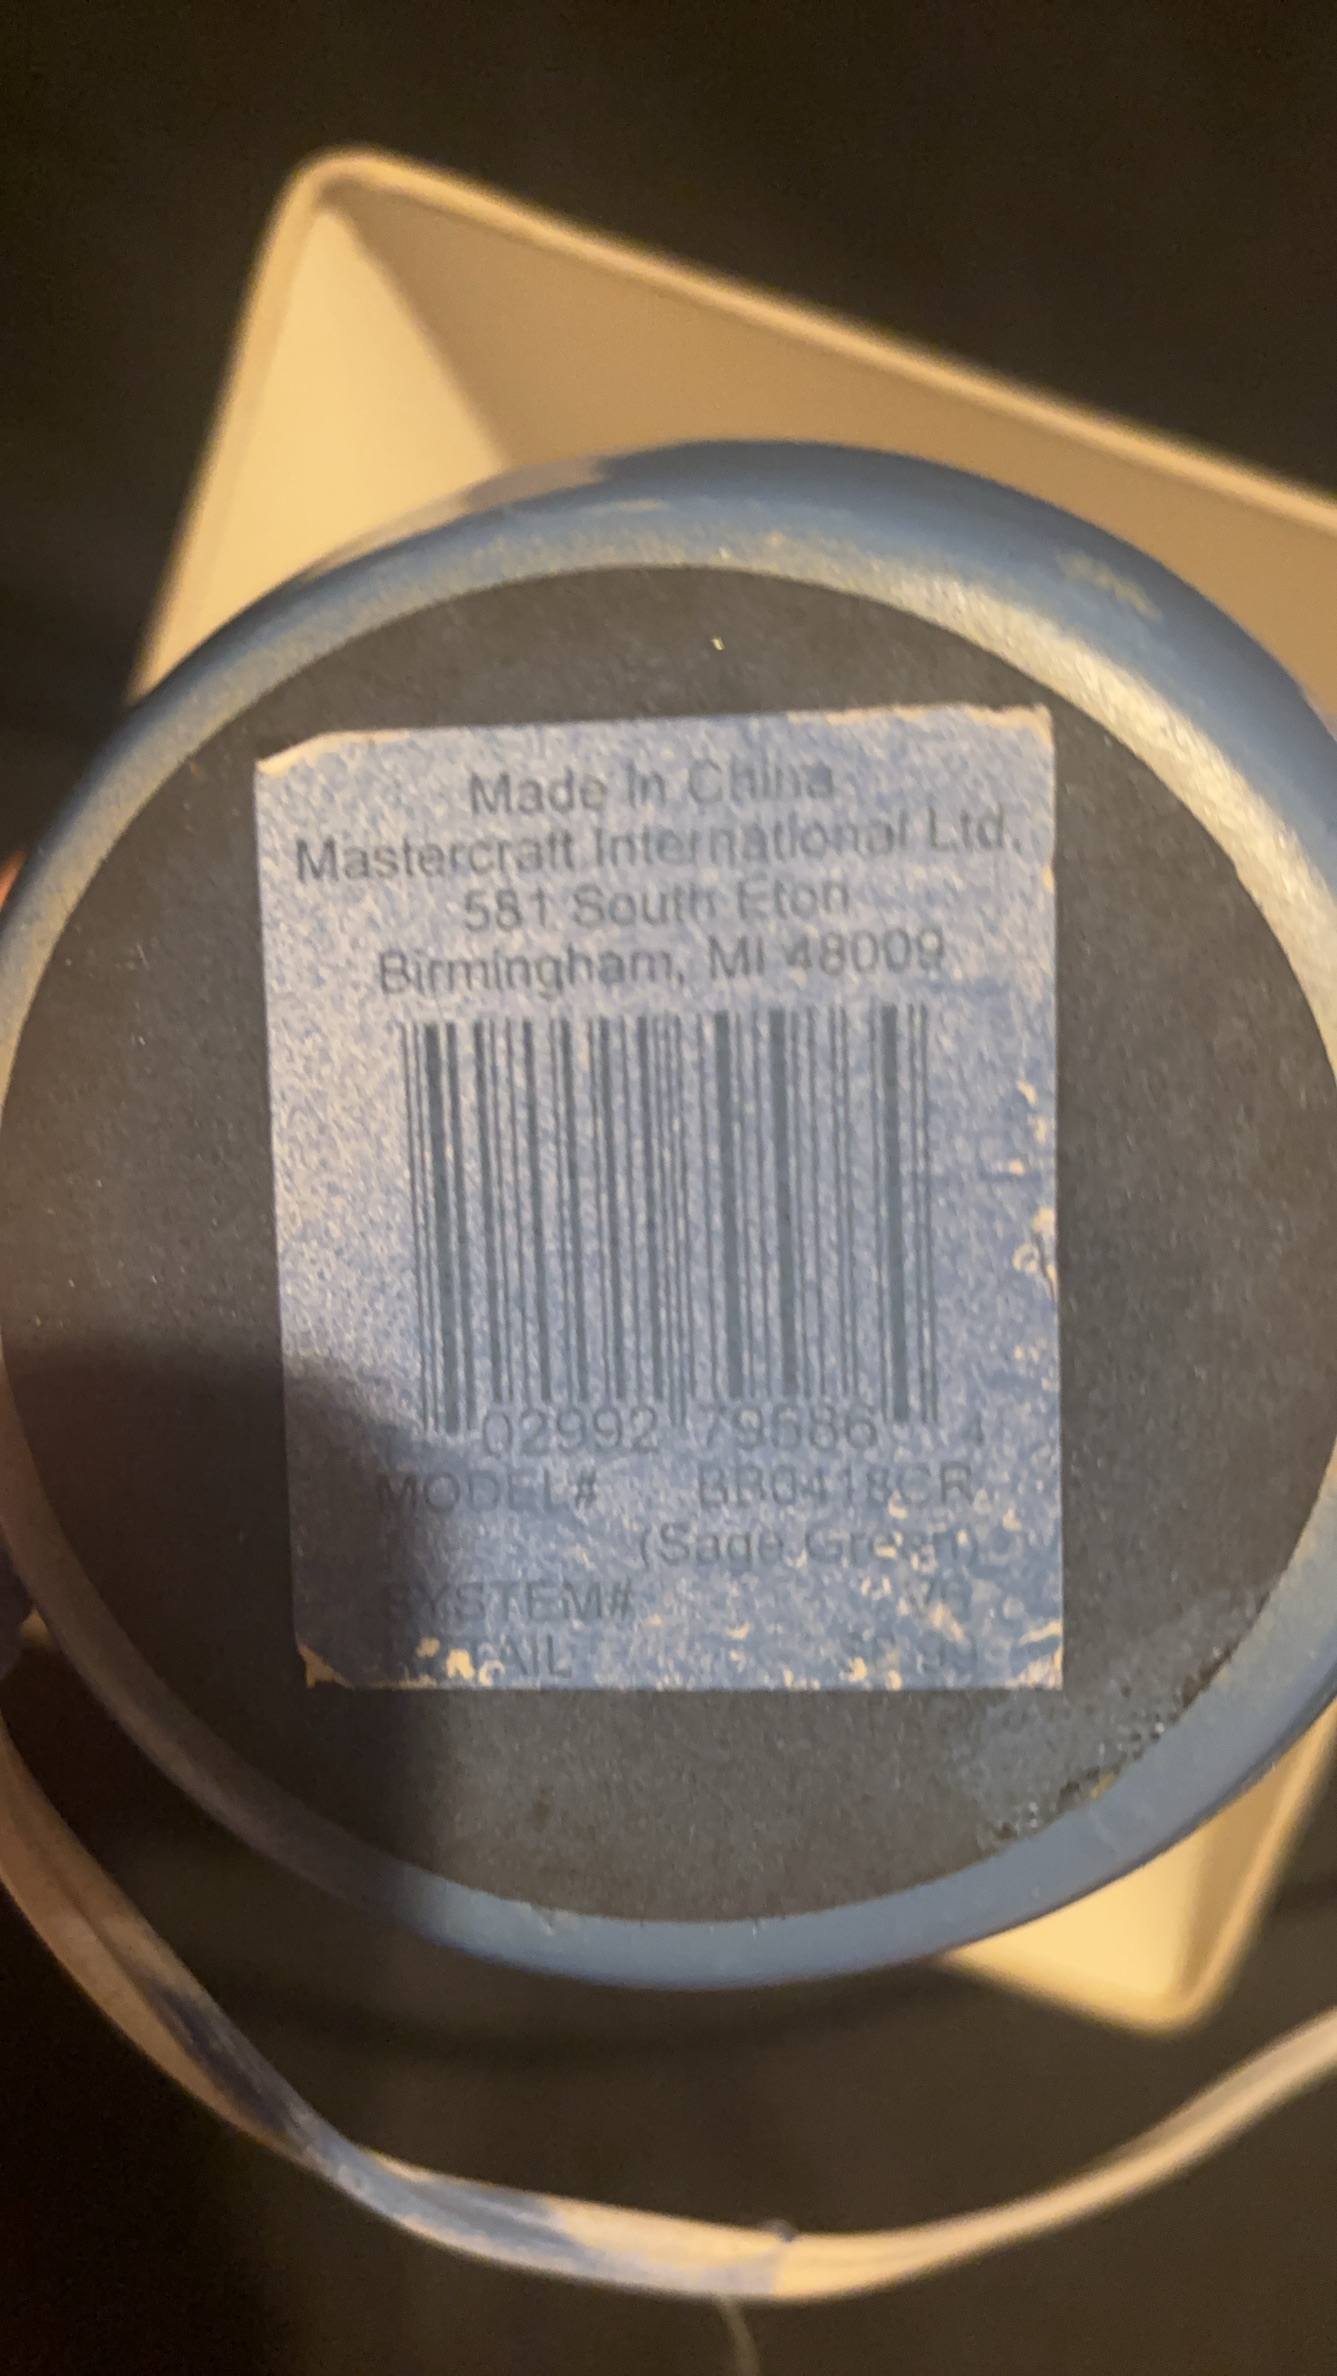 Made In China
Mastercraft International Ltd.
581 South Eton
Birmingham, MI 48009
02992 79686 4
MODEL# BR0418CR
(Sage Green)
SYSTEM#